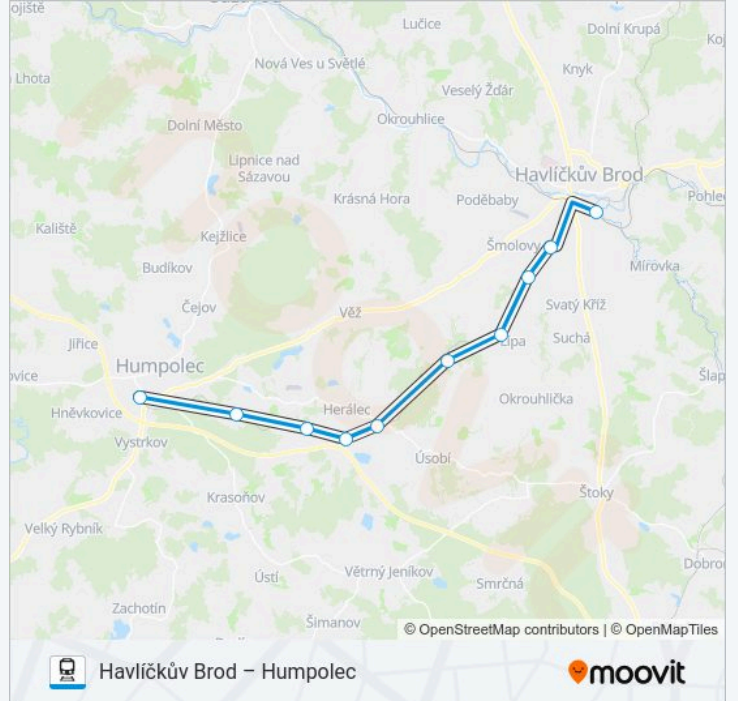 ojiště
Lučice
Dolní Krupá
Koj
Nová Ves u Světlé
Knyk
Lhota
Veselý Žďár
Dolní Město
Okrouhlice
Lipnice nad
Sázavou
Havlíčkův Brod
Krásná Hora
Poděbaby
Pohle
Kaliště
Kejžlice
Šmolovy
Budíkov
Mírovka
Čejov
Věž
Svatý Kříž
Jiřice
Suchá
Lípa
Humpolec
ovice
Šlap
Herálec
Okrouhlička
Hněvkovice
Vystrkov
Úsobí
Krasoňov
Štoky
Velký Rybník
Dobro
Ústí
Větrný Jeníkov
Smrčná
Zachotín
Šimanov
© OpenStreetMap contributors | © OpenMapTiles
Havlíčkův Brod – Humpolec
moovit